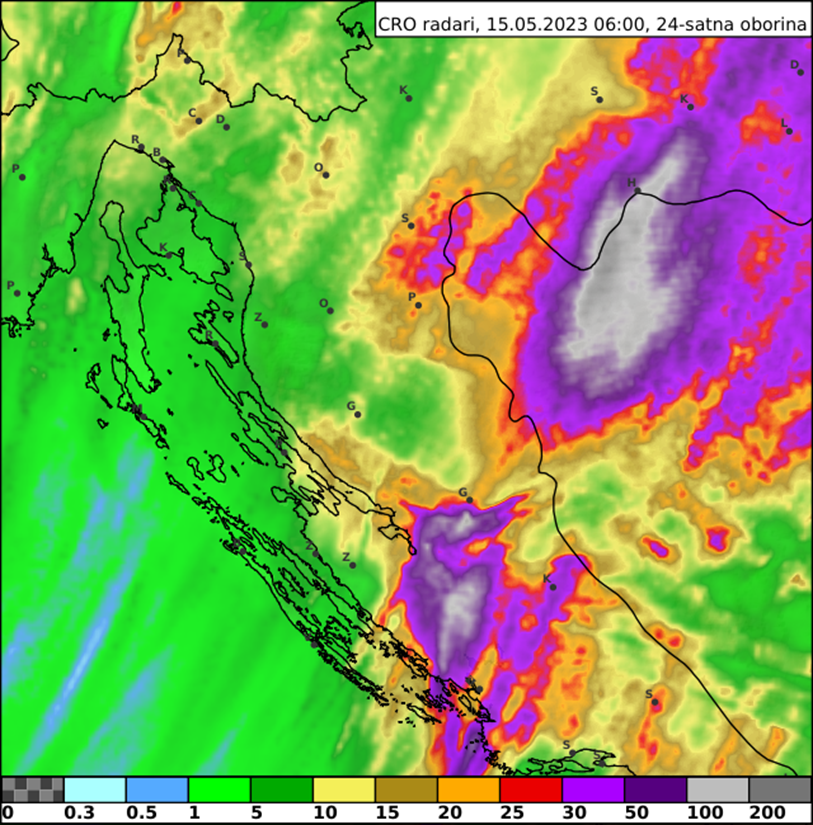 CRO radari, 15.05.2023 06:00, 24-satna oborina
D
K
S
K
C
D
L
R
B
O
P
H
S
K
S
P
O
P
Z
R
G
G
Z
Z
K
S
S
0 0.3 0.5 1 5 10 15 20 25 30 50 100 200